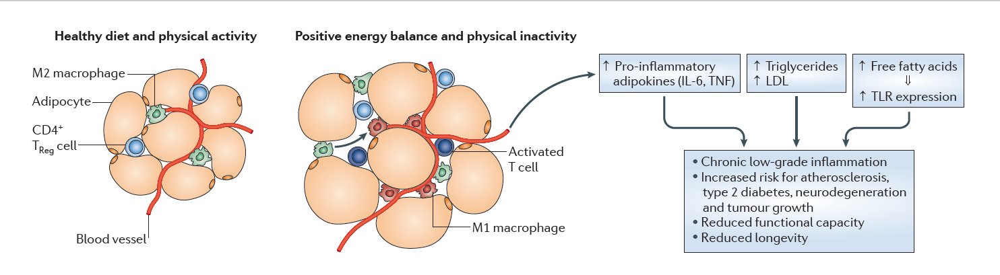 Healthy diet and physical activity
M2 macrophage
Adipocyte
CD4⁺
T_Reg cell
Blood vessel
Positive energy balance and physical inactivity
Activated
T cell
M1 macrophage
↑ Pro-inflammatory
adipokines (IL-6, TNF)
↑ Triglycerides
↑ LDL
↑ Free fatty acids
⇓
↑ TLR expression
• Chronic low-grade inflammation
• Increased risk for atherosclerosis,
type 2 diabetes, neurodegeneration
and tumour growth
• Reduced functional capacity
• Reduced longevity